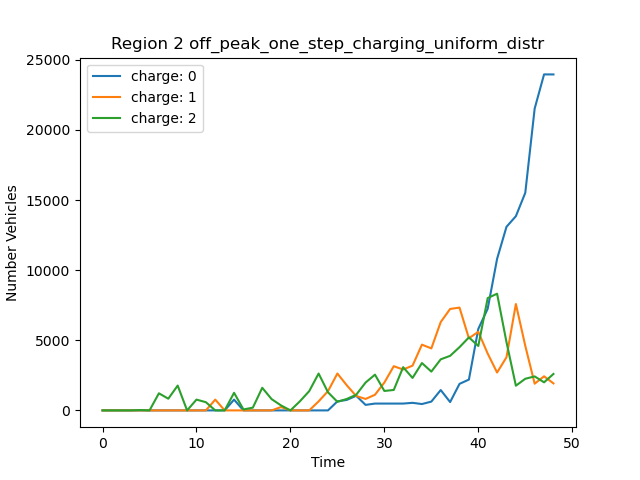 Region 2 off_peak_one_step_charging_uniform_distr
charge: 0
charge: 1
charge: 2
Number Vehicles
25000
20000
15000
10000
5000
0
0 10 20 30 40 50
Time